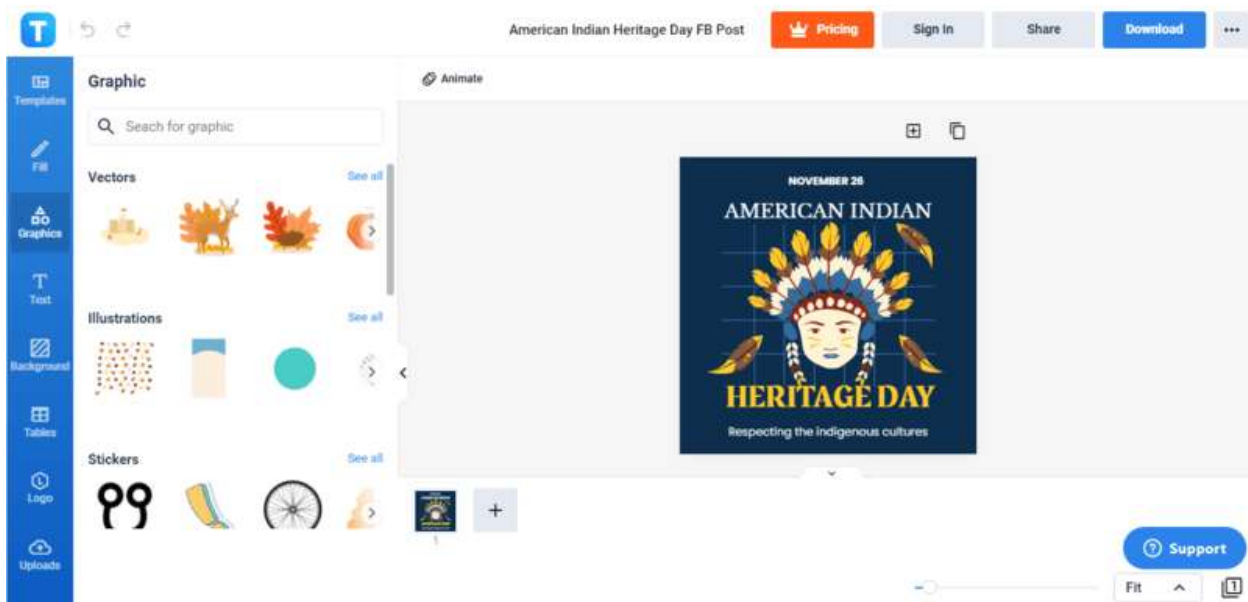 T
American Indian Heritage Day FB Post
Pricing
Sign In
Share
Download
Templates
Fill
Graphics
Text
Background
Tables
Logo
Uploads
Graphic
Seach for graphic
Vectors
See all
Illustrations
See all
Stickers
See all
Animate
NOVEMBER 26
AMERICAN INDIAN
HERITAGE DAY
Respecting the indigenous cultures
1
Support
Fit
1